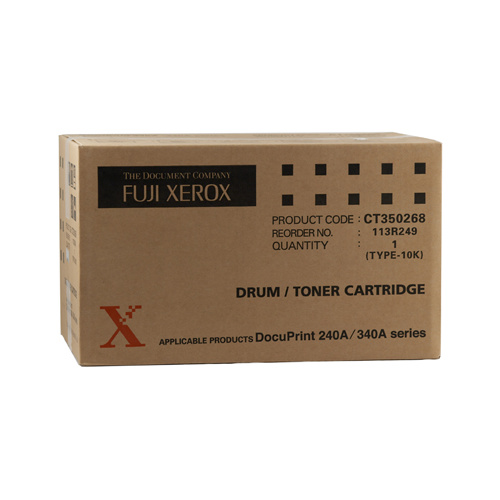 THE DOCUMENT COMPANY
FUJI XEROX
PRODUCT CODE : CT350268
REORDER NO. : 113R249
QUANTITY : 1
(TYPE-10K)
DRUM / TONER CARTRIDGE
X
APPLICABLE PRODUCTS DocuPrint 240A/340A series